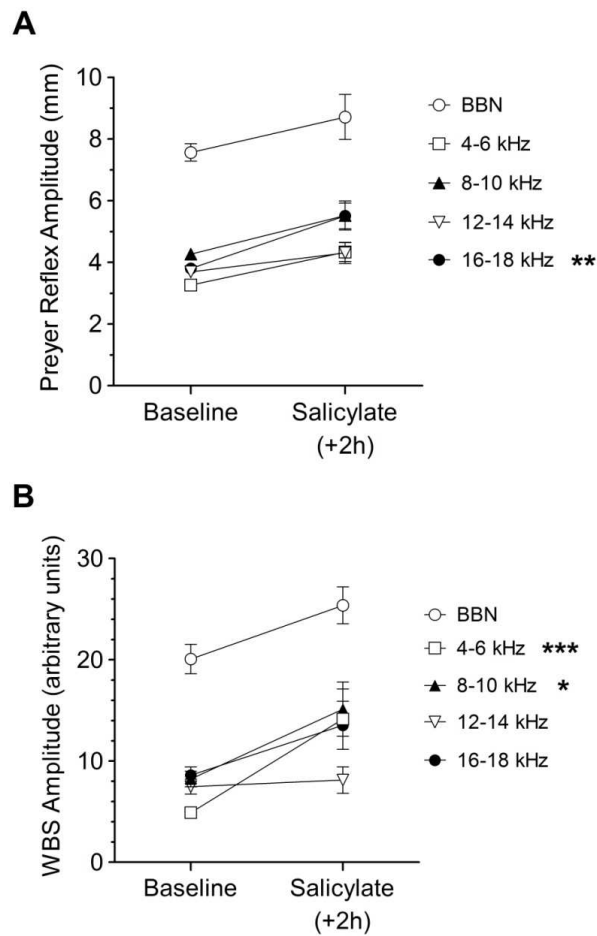 A
Preyer Reflex Amplitude (mm)
10
8
6
4
2
0
Baseline
Salicylate
(+2h)
BBN
4-6 kHz
8-10 kHz
12-14 kHz
16-18 kHz **
B
WBS Amplitude (arbitrary units)
30
20
10
0
Baseline
Salicylate
(+2h)
BBN
4-6 kHz ***
8-10 kHz *
12-14 kHz
16-18 kHz